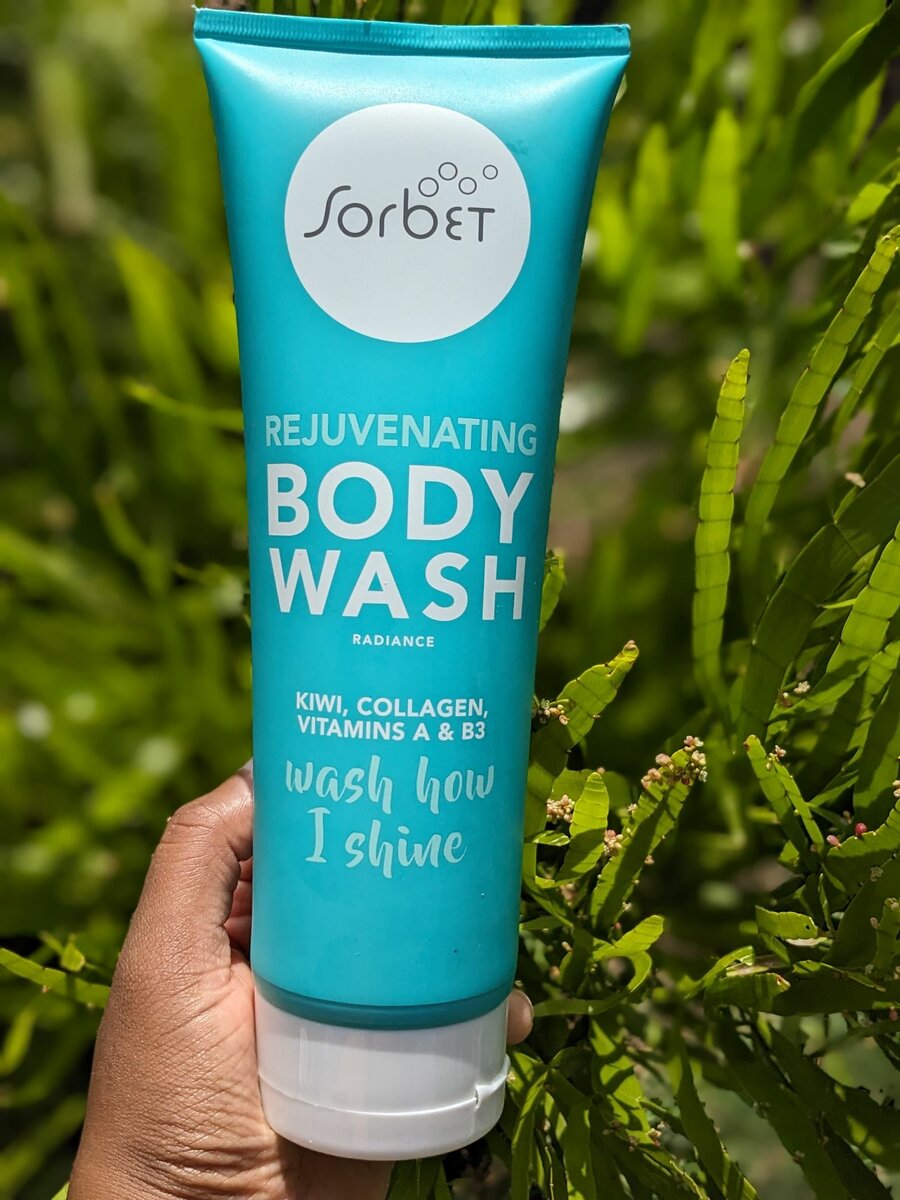 Sorbet
REJUVENATING
BODY
WASH
RADIANCE
KIWI, COLLAGEN,
VITAMINS A & B3
wash how
I shine